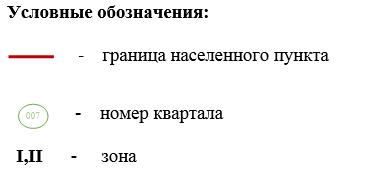 Условные обозначения:
- граница населенного пункта
007 - номер квартала
I,II - зона